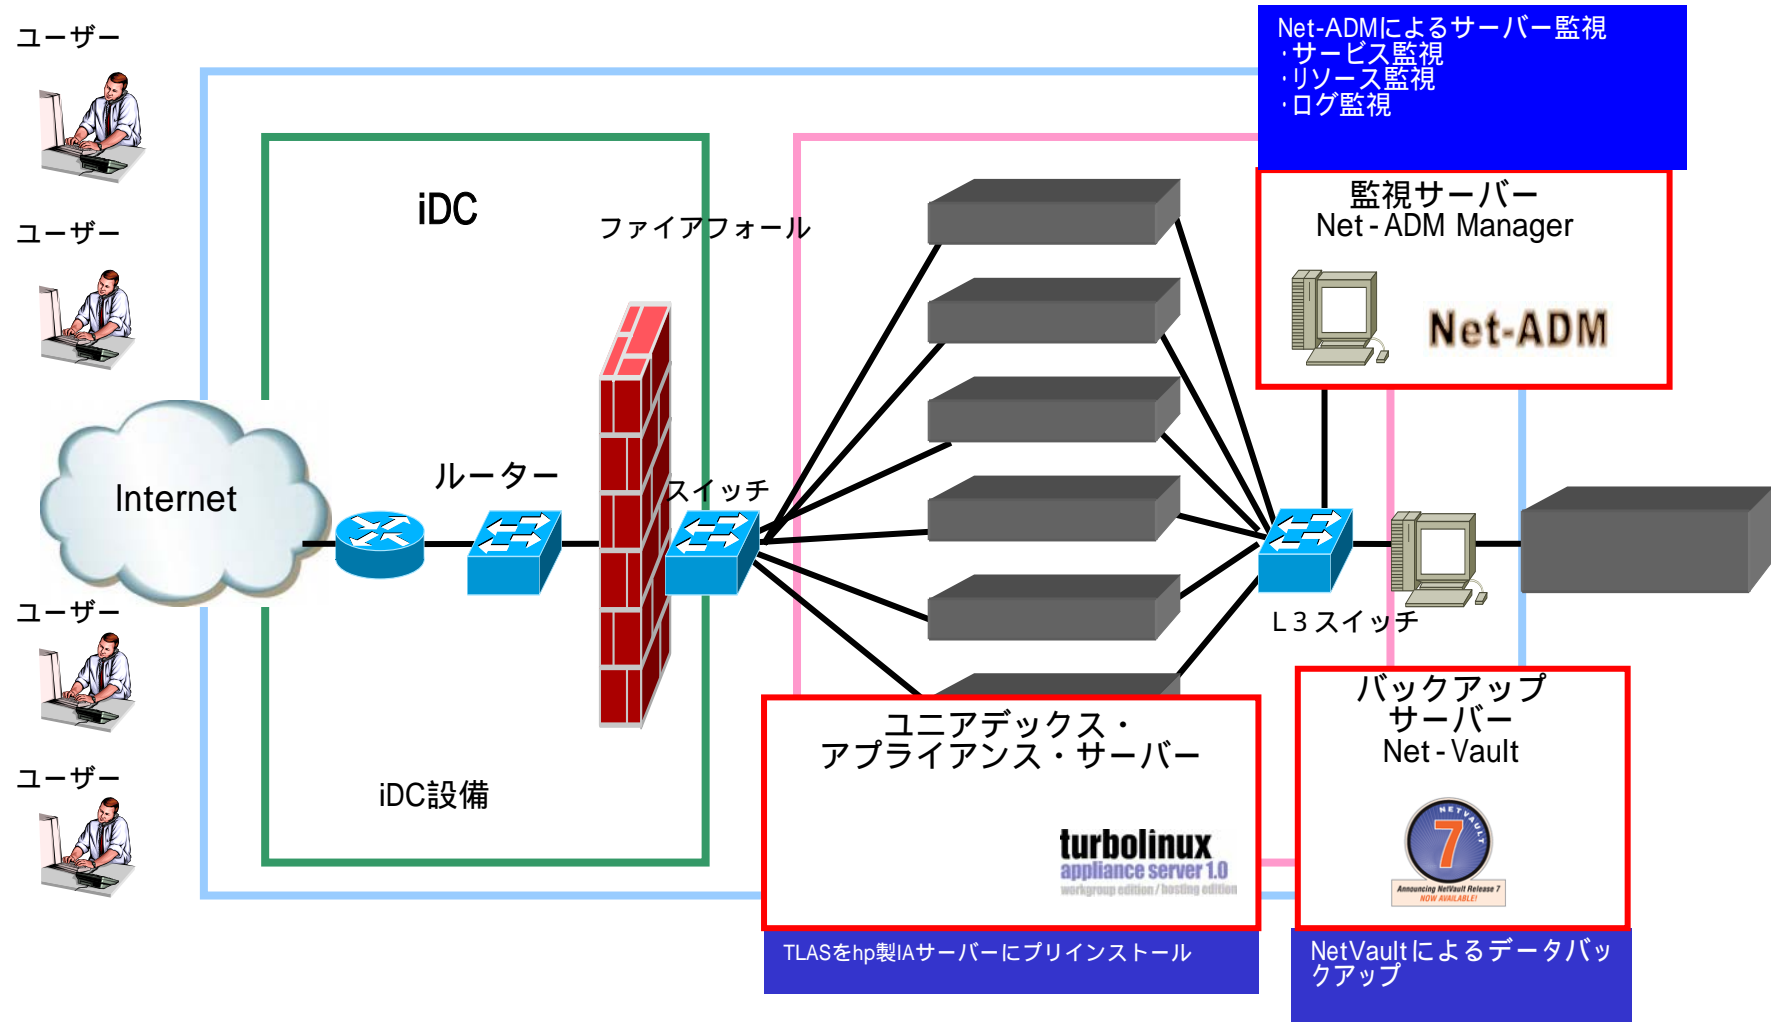 ユーザー
Net-ADMによるサーバー監視
・サービス監視
・リソース監視
・ログ監視
iDC
監視サーバー
Net-ADM Manager
ファイアフォール
ユーザー
Net-ADM
ルーター
スイッチ
Internet
ユーザー
L3スイッチ
ユニアデックス・
アプライアンス・サーバー
バックアップ
サーバー
Net-Vault
ユーザー
iDC設備
turbolinux
appliance server 1.0
workgroup edition / hosting edition
NETVAULT
7
Announcing NetVault Release 7
NOW AVAILABLE!
TLASをhp製IAサーバーにプリインストール
NetVaultによるデータバッ
クアップ